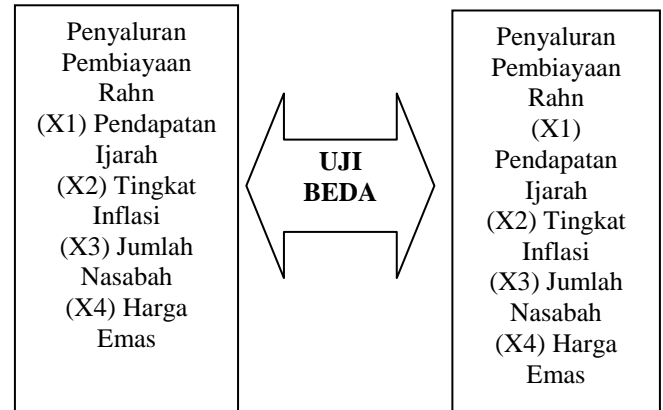 Penyaluran
Pembiayaan
Rahn
(X1) Pendapatan
Ijarah
(X2) Tingkat
Inflasi
(X3) Jumlah
Nasabah
(X4) Harga
Emas
UJI
BEDA
Penyaluran
Pembiayaan
Rahn
(X1)
Pendapatan
Ijarah
(X2) Tingkat
Inflasi
(X3) Jumlah
Nasabah
(X4) Harga
Emas